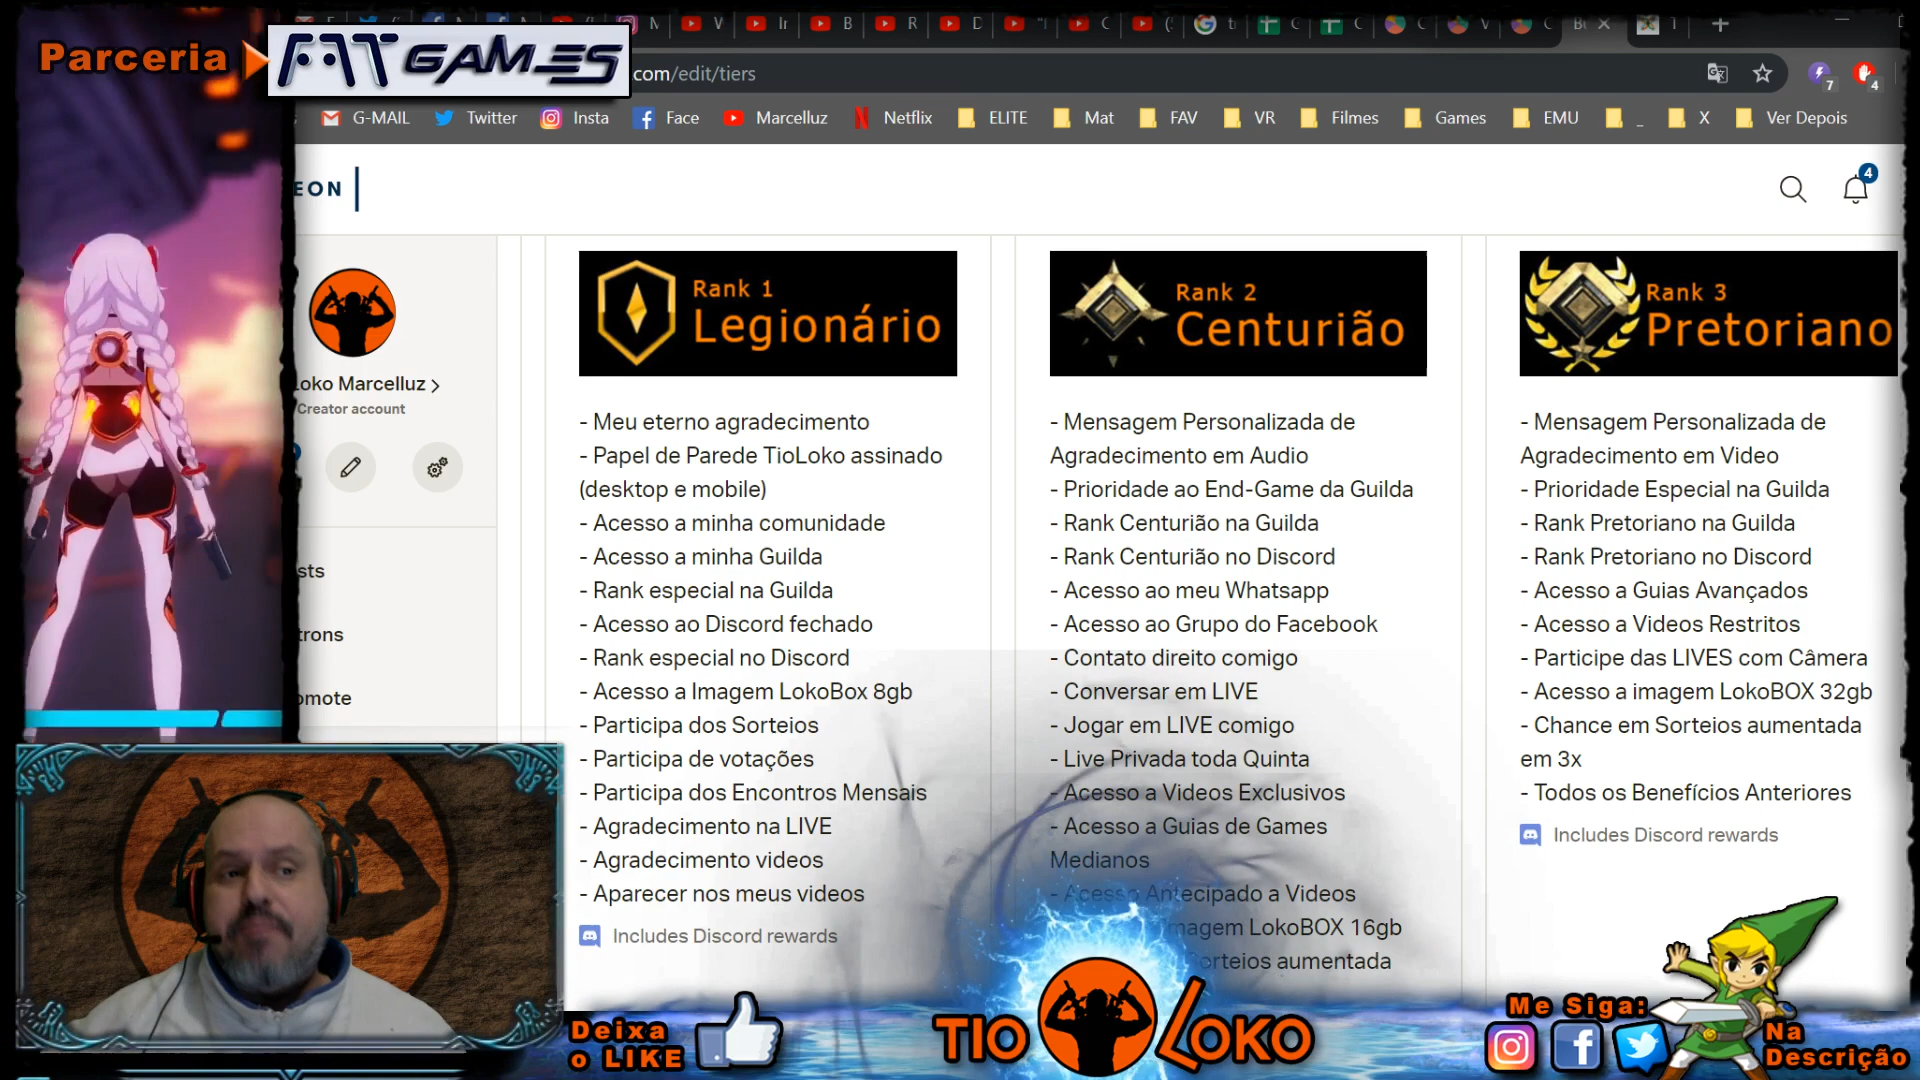 Parceria
FAT GAMES
.com/edit/tiers
7
4
G-MAIL
Twitter
Insta
Face
Marcelluz
Netflix
ELITE
Mat
FAV
VR
Filmes
Games
EMU
_
X
Ver Depois
EON
4
Loko Marcelluz
Creator account
sts
trons
omote
Rank 1
Legionário
- Meu eterno agradecimento
- Papel de Parede TioLoko assinado
(desktop e mobile)
- Acesso a minha comunidade
- Acesso a minha Guilda
- Rank especial na Guilda
- Acesso ao Discord fechado
- Rank especial no Discord
- Acesso a Imagem LokoBox 8gb
- Participa dos Sorteios
- Participa de votações
- Participa dos Encontros Mensais
- Agradecimento na LIVE
- Agradecimento videos
- Aparecer nos meus videos
Includes Discord rewards
Rank 2
Centurião
- Mensagem Personalizada de
Agradecimento em Audio
- Prioridade ao End-Game da Guilda
- Rank Centurião na Guilda
- Rank Centurião no Discord
- Acesso ao meu Whatsapp
- Acesso ao Grupo do Facebook
- Contato direito comigo
- Conversar em LIVE
- Jogar em LIVE comigo
- Live Privada toda Quinta
- Acesso a Videos Exclusivos
- Acesso a Guias de Games
Medianos
- Acesso Antecipado a Videos
magem LokoBOX 16gb
orteios aumentada
Rank 3
Pretoriano
- Mensagem Personalizada de
Agradecimento em Video
- Prioridade Especial na Guilda
- Rank Pretoriano na Guilda
- Rank Pretoriano no Discord
- Acesso a Guias Avançados
- Acesso a Videos Restritos
- Participe das LIVES com Câmera
- Acesso a imagem LokoBOX 32gb
- Chance em Sorteios aumentada
em 3x
- Todos os Benefícios Anteriores
Includes Discord rewards
Deixa
o LIKE
TIO LOKO
Me Siga:
Na
Descrição